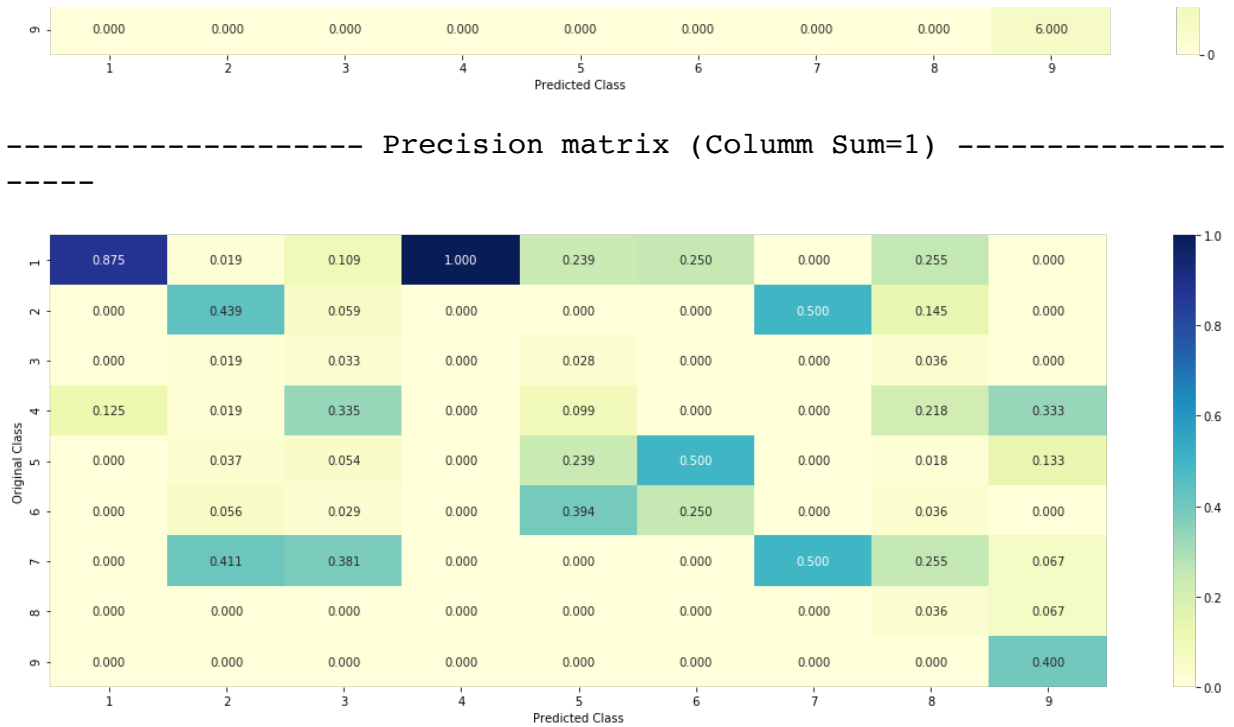 9 0.000 0.000 0.000 0.000 0.000 0.000 0.000 0.000 6.000 0
1 2 3 4 5 6 7 8 9
Predicted Class
-------------------- Precision matrix (Columm Sum=1) ---------------
-----
1 0.875 0.019 0.109 1.000 0.239 0.250 0.000 0.255 0.000 1.0
2 0.000 0.439 0.059 0.000 0.000 0.000 0.500 0.145 0.000 0.8
3 0.000 0.019 0.033 0.000 0.028 0.000 0.000 0.036 0.000
4 0.125 0.019 0.335 0.000 0.099 0.000 0.000 0.218 0.333 0.6
Original Class
5 0.000 0.037 0.054 0.000 0.239 0.500 0.000 0.018 0.133
6 0.000 0.056 0.029 0.000 0.394 0.250 0.000 0.036 0.000 0.4
7 0.000 0.411 0.381 0.000 0.000 0.000 0.500 0.255 0.067
8 0.000 0.000 0.000 0.000 0.000 0.000 0.000 0.036 0.067 0.2
9 0.000 0.000 0.000 0.000 0.000 0.000 0.000 0.000 0.400 0.0
1 2 3 4 5 6 7 8 9
Predicted Class